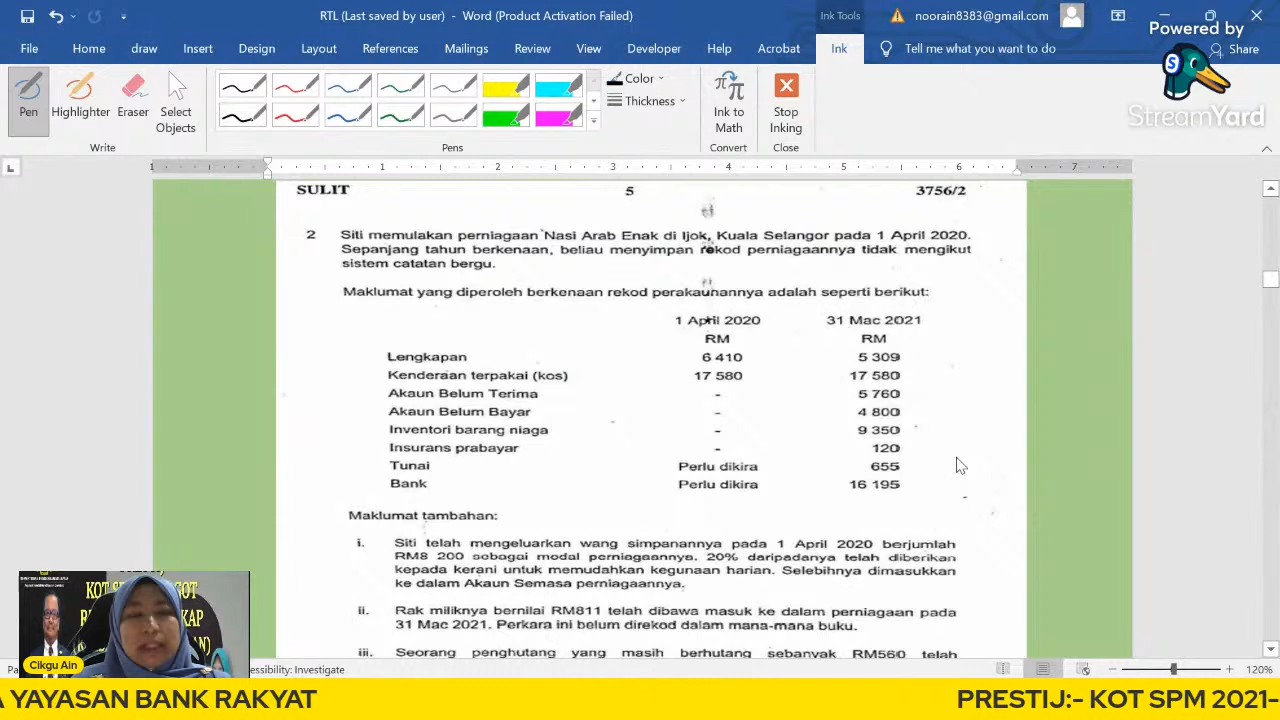 RTL (Last saved by user) - Word (Product Activation Failed)
Ink Tools
noorain8383@gmail.com
Powered by
StreamYard
File Home draw Insert Design Layout References Mailings Review View Developer Help Acrobat Ink Tell me what you want to do Share
Pen Highlighter Eraser Select Objects
Color
Thickness
Ink to Math
Stop Inking
Write Pens Convert Close
1 1 2 3 4 5 6 7
SULIT 5 3756/2
2 Siti memulakan perniagaan Nasi Arab Enak di Ijok, Kuala Selangor pada 1 April 2020.
Sepanjang tahun berkenaan, beliau menyimpan rekod perniagaannya tidak mengikut
sistem catatan bergu.
Maklumat yang diperoleh berkenaan rekod perakaunannya adalah seperti berikut:
1 April 2020 31 Mac 2021
RM RM
Lengkapan 6 410 5 309
Kenderaan terpakai (kos) 17 580 17 580
Akaun Belum Terima - 5 760
Akaun Belum Bayar - 4 800
Inventori barang niaga - 9 350
Insurans prabayar - 120
Tunai Perlu dikira 655
Bank Perlu dikira 16 195
Maklumat tambahan:
i. Siti telah mengeluarkan wang simpanannya pada 1 April 2020 berjumlah
RM8 200 sebagai modal perniagaannya. 20% daripadanya telah diberikan
kepada kerani untuk memudahkan kegunaan harian. Selebihnya dimasukkan
ke dalam Akaun Semasa perniagaannya.
ii. Rak miliknya bernilai RM811 telah dibawa masuk ke dalam perniagaan pada
31 Mac 2021. Perkara ini belum direkod dalam mana-mana buku.
iii. Seorang penghutang yang masih berhutang sebanyak RM560 telah
Cikgu Ain
Accessibility: Investigate
120%
A YAYASAN BANK RAKYAT PRESTIJ:- KOT SPM 2021-